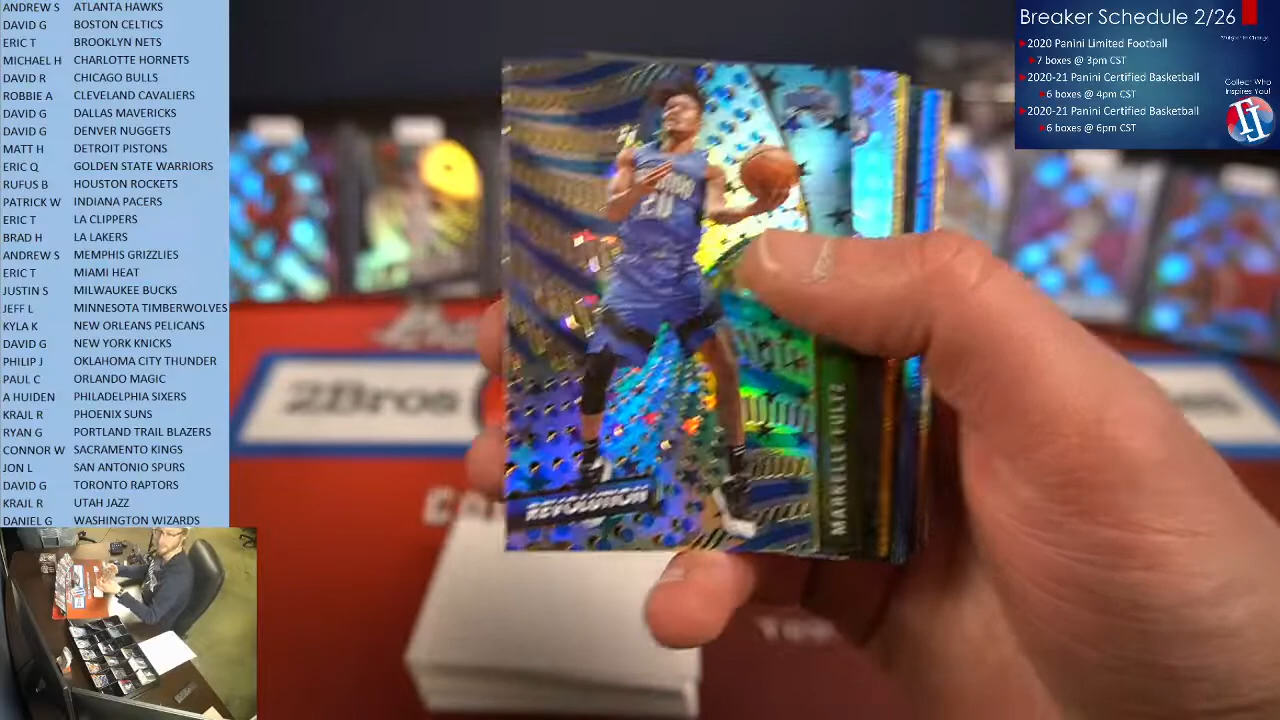 ANDREW S ATLANTA HAWKS
DAVID G BOSTON CELTICS
ERIC T BROOKLYN NETS
MICHAEL H CHARLOTTE HORNETS
DAVID R CHICAGO BULLS
ROBBIE A CLEVELAND CAVALIERS
DAVID G DALLAS MAVERICKS
DAVID G DENVER NUGGETS
MATT H DETROIT PISTONS
ERIC Q GOLDEN STATE WARRIORS
RUFUS B HOUSTON ROCKETS
PATRICK W INDIANA PACERS
ERIC T LA CLIPPERS
BRAD H LA LAKERS
ANDREW S MEMPHIS GRIZZLIES
ERIC T MIAMI HEAT
JUSTIN S MILWAUKEE BUCKS
JEFF L MINNESOTA TIMBERWOLVES
KYLA K NEW ORLEANS PELICANS
DAVID G NEW YORK KNICKS
PHILIP J OKLAHOMA CITY THUNDER
PAUL C ORLANDO MAGIC
A HUIDEN PHILADELPHIA SIXERS
KRAJL R PHOENIX SUNS
RYAN G PORTLAND TRAIL BLAZERS
CONNOR W SACRAMENTO KINGS
JON L SAN ANTONIO SPURS
DAVID G TORONTO RAPTORS
KRAJL R UTAH JAZZ
DANIEL G WASHINGTON WIZARDS
Breaker Schedule 2/26
2020 Panini Limited Football
7 boxes @ 3pm CST
2020-21 Panini Certified Basketball
6 boxes @ 4pm CST
2020-21 Panini Certified Basketball
6 boxes @ 6pm CST
Collect Who
Inspires You!
20
REVOLUTION
MARKELLE FULTZ
2Bros